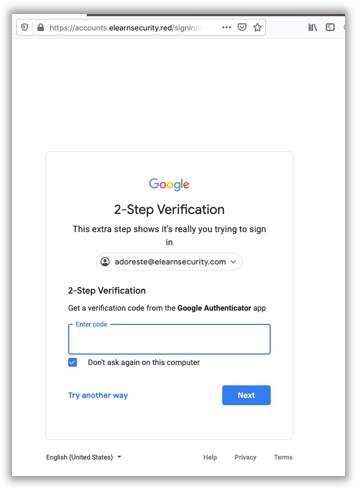 https://accounts.elearnsecurity.red/signin/
Google
2-Step Verification
This extra step shows it's really you trying to sign
in
adoreste@elearnsecurity.com
2-Step Verification
Get a verification code from the Google Authenticator app
Enter code
Don't ask again on this computer
Try another way
Next
English (United States)
Help
Privacy
Terms